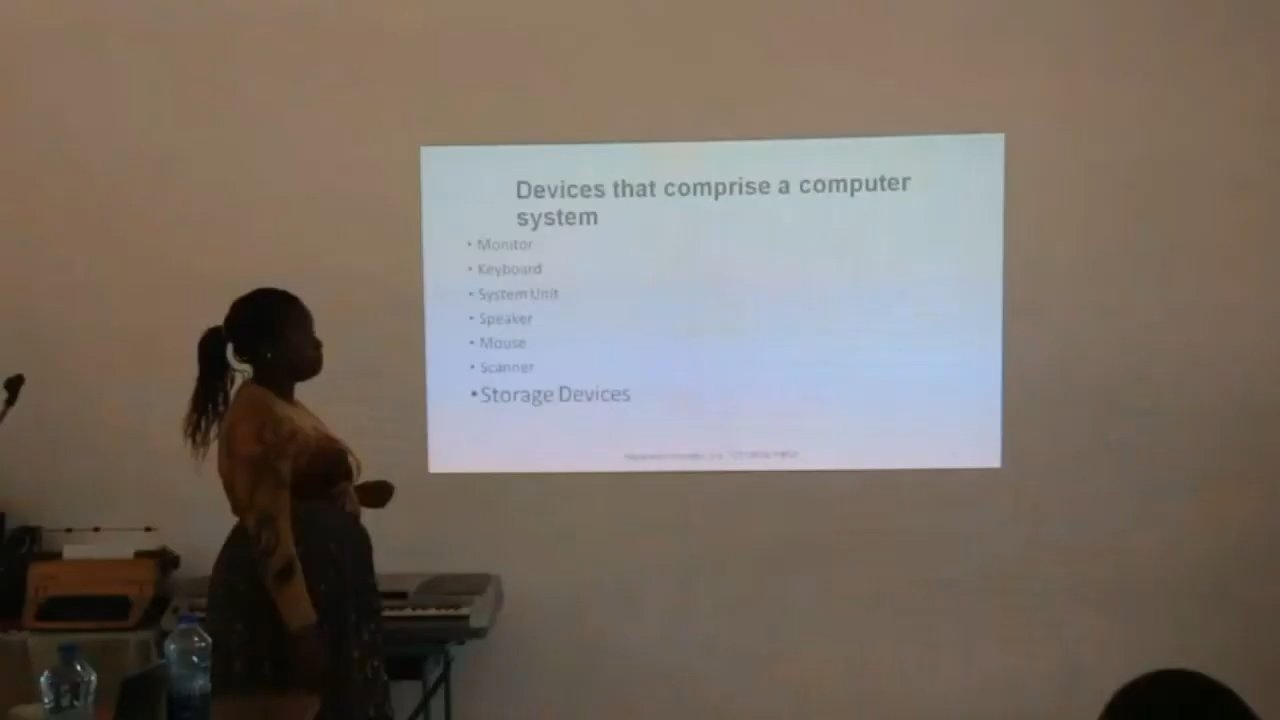 Devices that comprise a computer
system
• Monitor
• Keyboard
• System Unit
• Speaker
• Mouse
• Scanner
• Storage Devices